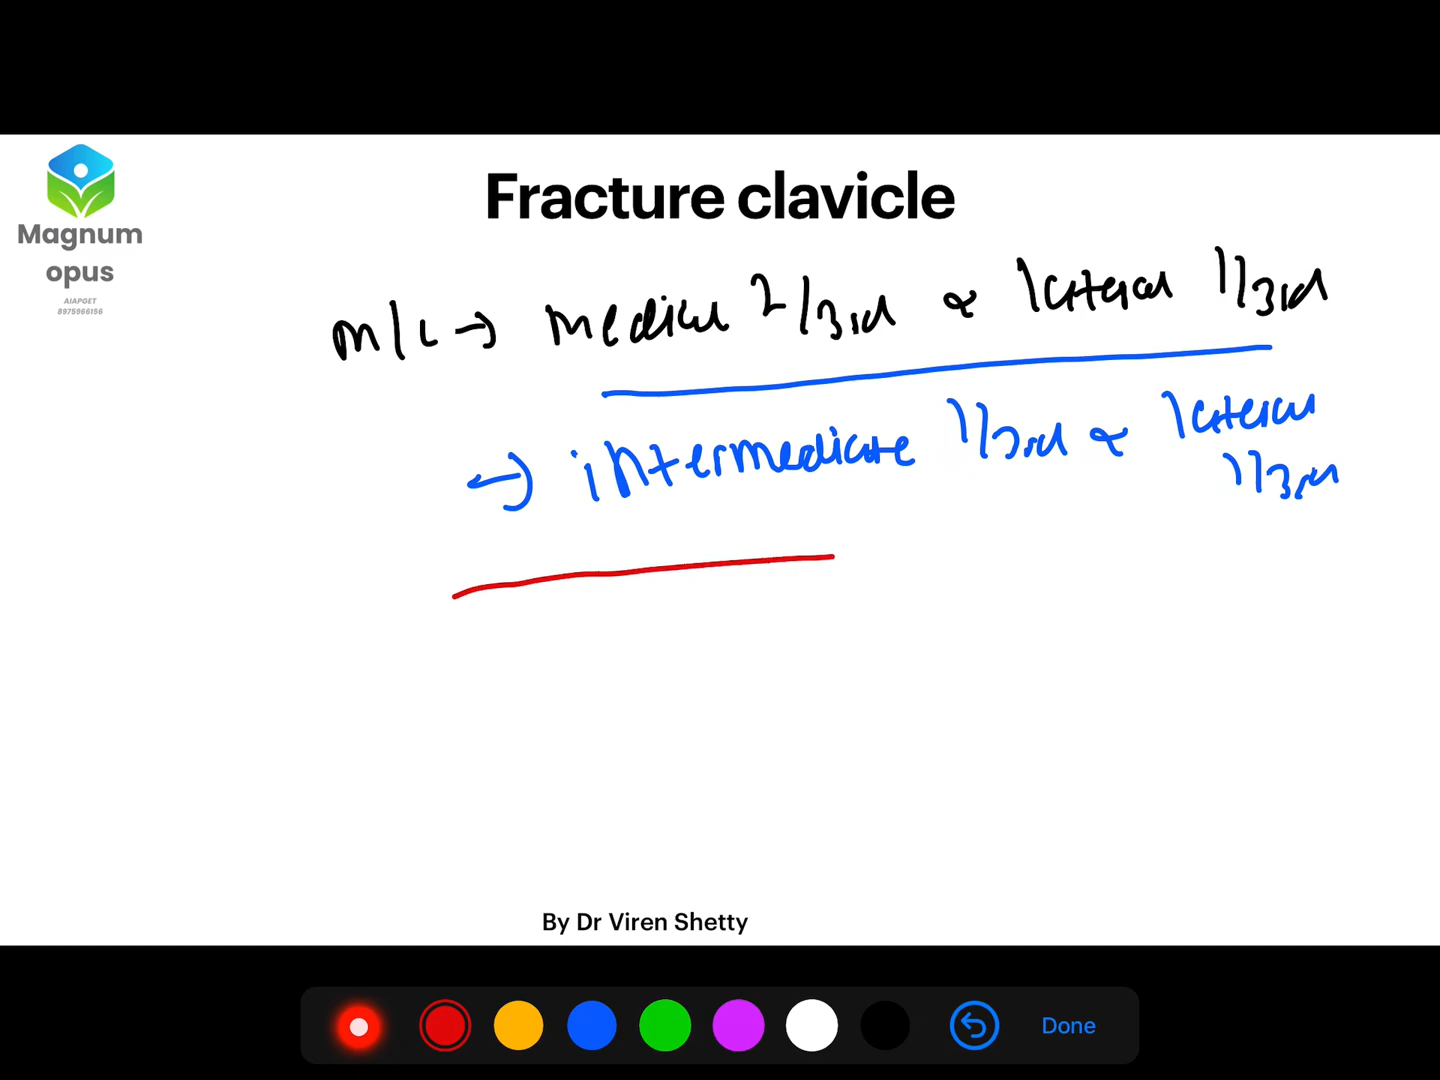 Magnum
opus
AIAPGET
8975966156
Fracture clavicle
m/c → medial 2/3rd & lateral 1/3rd
→ intermediate 1/3rd & lateral
1/3rd
By Dr Viren Shetty
Done